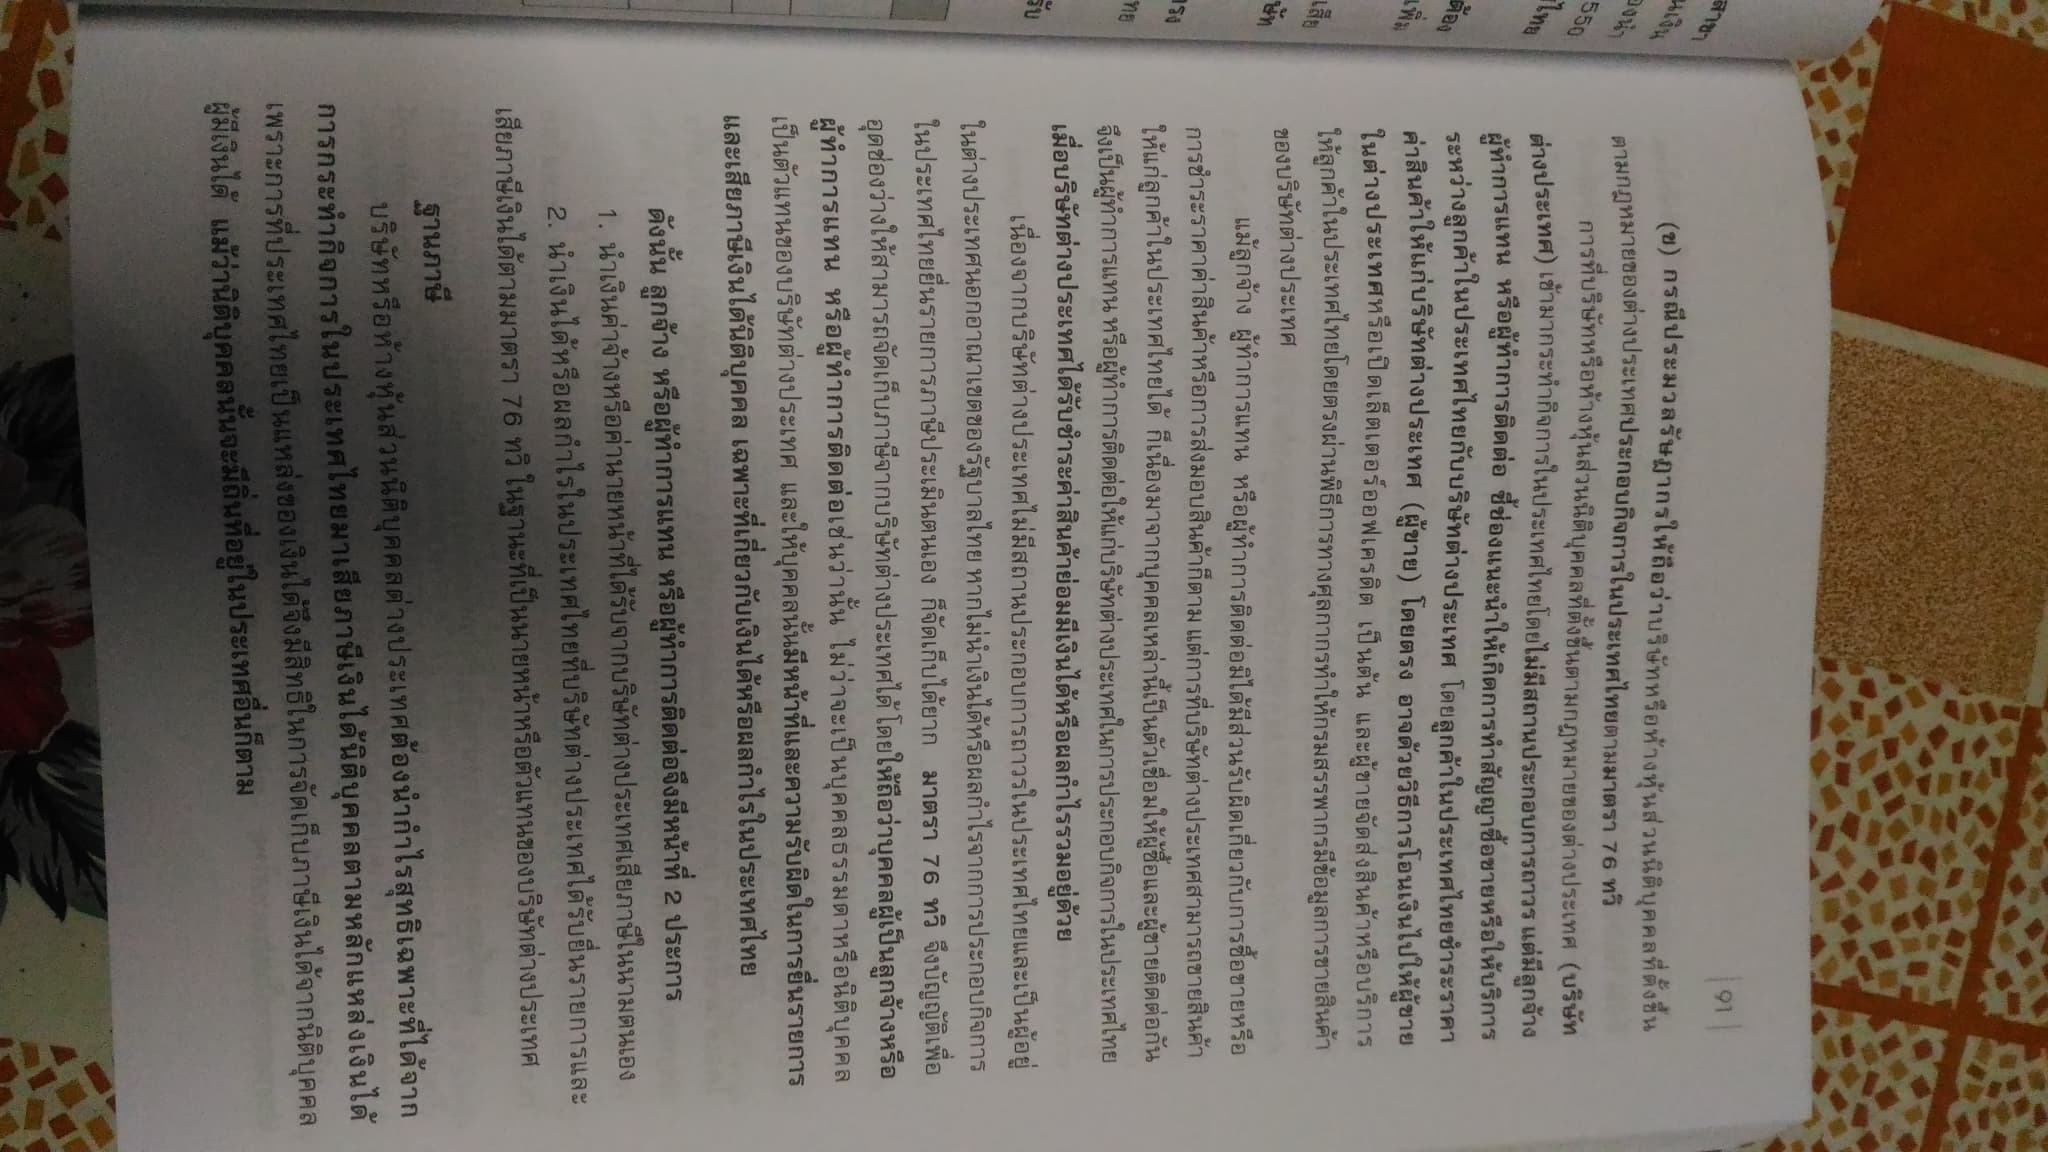 สาขา
นเงิน
องนำ
550
ไทย
ต้อง
เพิ่ม
เสีย
ษัท
รง
ทย
รับ
| 91 |
(ข) กรณีประมวลรัษฎากรให้ถือว่าบริษัทหรือห้างหุ้นส่วนนิติบุคคลที่ตั้งขึ้น
ตามกฎหมายของต่างประเทศประกอบกิจการในประเทศไทยตามมาตรา 76 ทวิ
การที่บริษัทหรือห้างหุ้นส่วนนิติบุคคลที่ตั้งขึ้นตามกฎหมายของต่างประเทศ (บริษัท
ต่างประเทศ) เข้ามากระทำกิจการในประเทศไทยโดยไม่มีสถานประกอบการถาวร แต่มีลูกจ้าง
ผู้ทำการแทน หรือผู้ทำการติดต่อ ชี้ช่องแนะนำให้เกิดการทำสัญญาซื้อขายหรือให้บริการ
ระหว่างลูกค้าในประเทศไทยกับบริษัทต่างประเทศ โดยลูกค้าในประเทศไทยชำระราคา
ค่าสินค้าให้แก่บริษัทต่างประเทศ (ผู้ขาย) โดยตรง อาจด้วยวิธีการโอนเงินไปให้ผู้ขาย
ในต่างประเทศหรือเปิดเล็ตเตอร์ออฟเครดิต เป็นต้น และผู้ขายจัดส่งสินค้าหรือบริการ
ให้ลูกค้าในประเทศไทยโดยตรงผ่านพิธีการทางศุลกากรทำให้กรมสรรพากรมีข้อมูลการขายสินค้า
ของบริษัทต่างประเทศ
แม้ลูกจ้าง ผู้ทำการแทน หรือผู้ทำการติดต่อมิได้มีส่วนรับผิดเกี่ยวกับการซื้อขายหรือ
การชำระราคาค่าสินค้าหรือการส่งมอบสินค้าก็ตาม แต่การที่บริษัทต่างประเทศสามารถขายสินค้า
ให้แก่ลูกค้าในประเทศไทยได้ ก็เนื่องมาจากบุคคลเหล่านี้เป็นตัวเชื่อมให้ผู้ซื้อและผู้ขายติดต่อกัน
จึงเป็นผู้ทำการแทน หรือผู้ทำการติดต่อให้แก่บริษัทต่างประเทศในการประกอบกิจการในประเทศไทย
เมื่อบริษัทต่างประเทศได้รับชำระค่าสินค้าย่อมมีเงินได้หรือผลกำไรรวมอยู่ด้วย
เนื่องจากบริษัทต่างประเทศไม่มีสถานประกอบการถาวรในประเทศไทยและเป็นผู้อยู่
ในต่างประเทศนอกอาณาเขตของรัฐบาลไทย หากไม่นำเงินได้หรือผลกำไรจากการประกอบกิจการ
ในประเทศไทยยื่นรายการภาษีประเมินตนเอง ก็จัดเก็บได้ยาก มาตรา 76 ทวิ จึงบัญญัติเพื่อ
อุดช่องว่างให้สามารถจัดเก็บภาษีจากบริษัทต่างประเทศได้ โดยให้ถือว่าบุคคลผู้เป็นลูกจ้างหรือ
ผู้ทำการแทน หรือผู้ทำการติดต่อเช่นว่านั้น ไม่ว่าจะเป็นบุคคลธรรมดาหรือนิติบุคคล
เป็นตัวแทนของบริษัทต่างประเทศ และให้บุคคลนั้นมีหน้าที่และความรับผิดในการยื่นรายการ
และเสียภาษีเงินได้นิติบุคคล เฉพาะที่เกี่ยวกับเงินได้หรือผลกำไรในประเทศไทย
ดังนั้น ลูกจ้าง หรือผู้ทำการแทน หรือผู้ทำการติดต่อจึงมีหน้าที่ 2 ประการ
1. นำเงินค่าจ้างหรือค่านายหน้าที่ได้รับจากบริษัทต่างประเทศเสียภาษีในนามตนเอง
2. นำเงินได้หรือผลกำไรในประเทศไทยที่บริษัทต่างประเทศได้รับยื่นรายการและ
เสียภาษีเงินได้ตามมาตรา 76 ทวิ ในฐานะที่เป็นนายหน้าหรือตัวแทนของบริษัทต่างประเทศ
ฐานภาษี
บริษัทหรือห้างหุ้นส่วนนิติบุคคลต่างประเทศต้องนำกำไรสุทธิเฉพาะที่ได้จาก
การกระทำกิจการในประเทศไทยมาเสียภาษีเงินได้นิติบุคคลตามหลักแหล่งเงินได้
เพราะการที่ประเทศไทยเป็นแหล่งของเงินได้จึงมีสิทธิในการจัดเก็บภาษีเงินได้จากนิติบุคคล
ผู้มีเงินได้ แม้ว่านิติบุคคลนั้นจะมีถิ่นที่อยู่ในประเทศอื่นก็ตาม